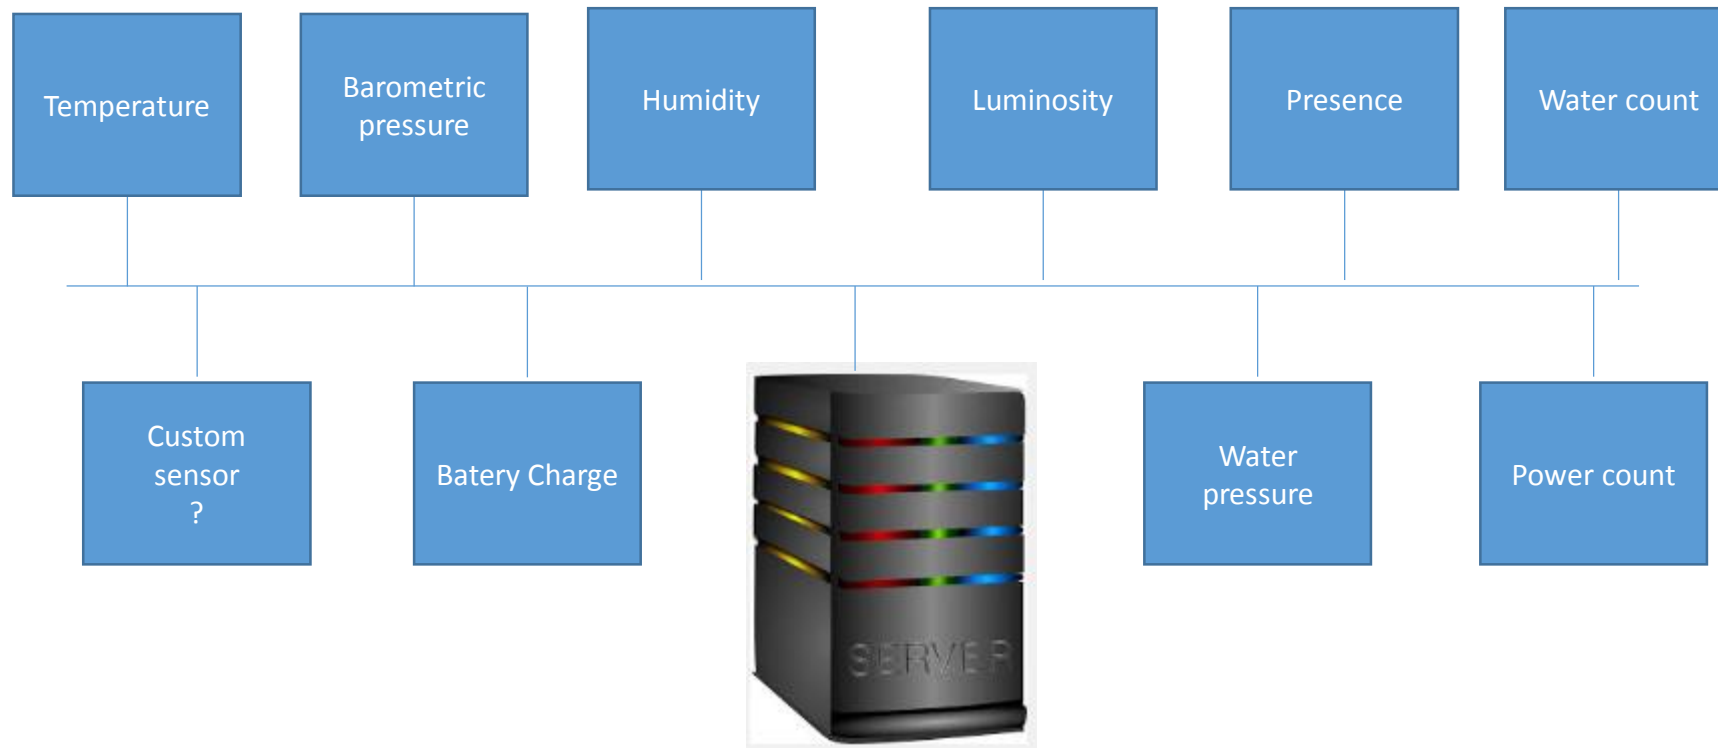 Temperature
Barometric
pressure
Humidity
Luminosity
Presence
Water count
Custom
sensor
?
Batery Charge
SERVER
Water
pressure
Power count